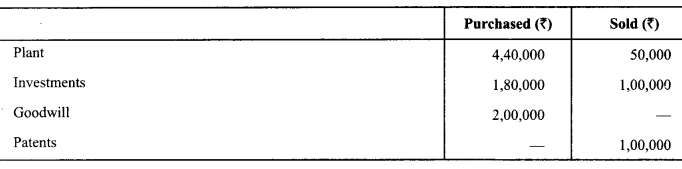 Purchased (₹) Sold (₹)
Plant 4,40,000 50,000
Investments 1,80,000 1,00,000
Goodwill 2,00,000 —
Patents — 1,00,000